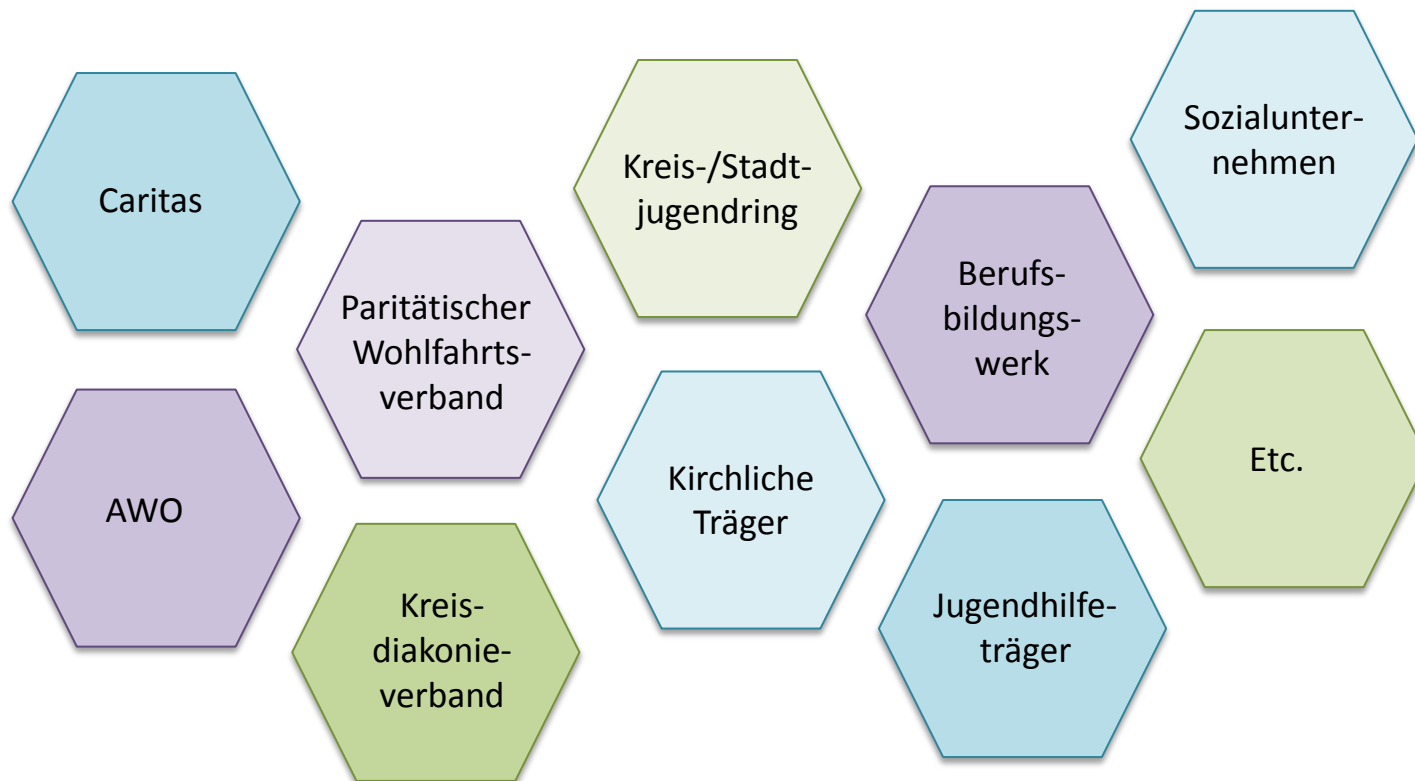 Caritas
AWO
Paritätischer
Wohlfahrts-
verband
Kreis-
diakonie-
verband
Kreis-/Stadt-
jugendring
Kirchliche
Träger
Berufs-
bildungs-
werk
Jugendhilfe-
träger
Sozialunter-
nehmen
Etc.